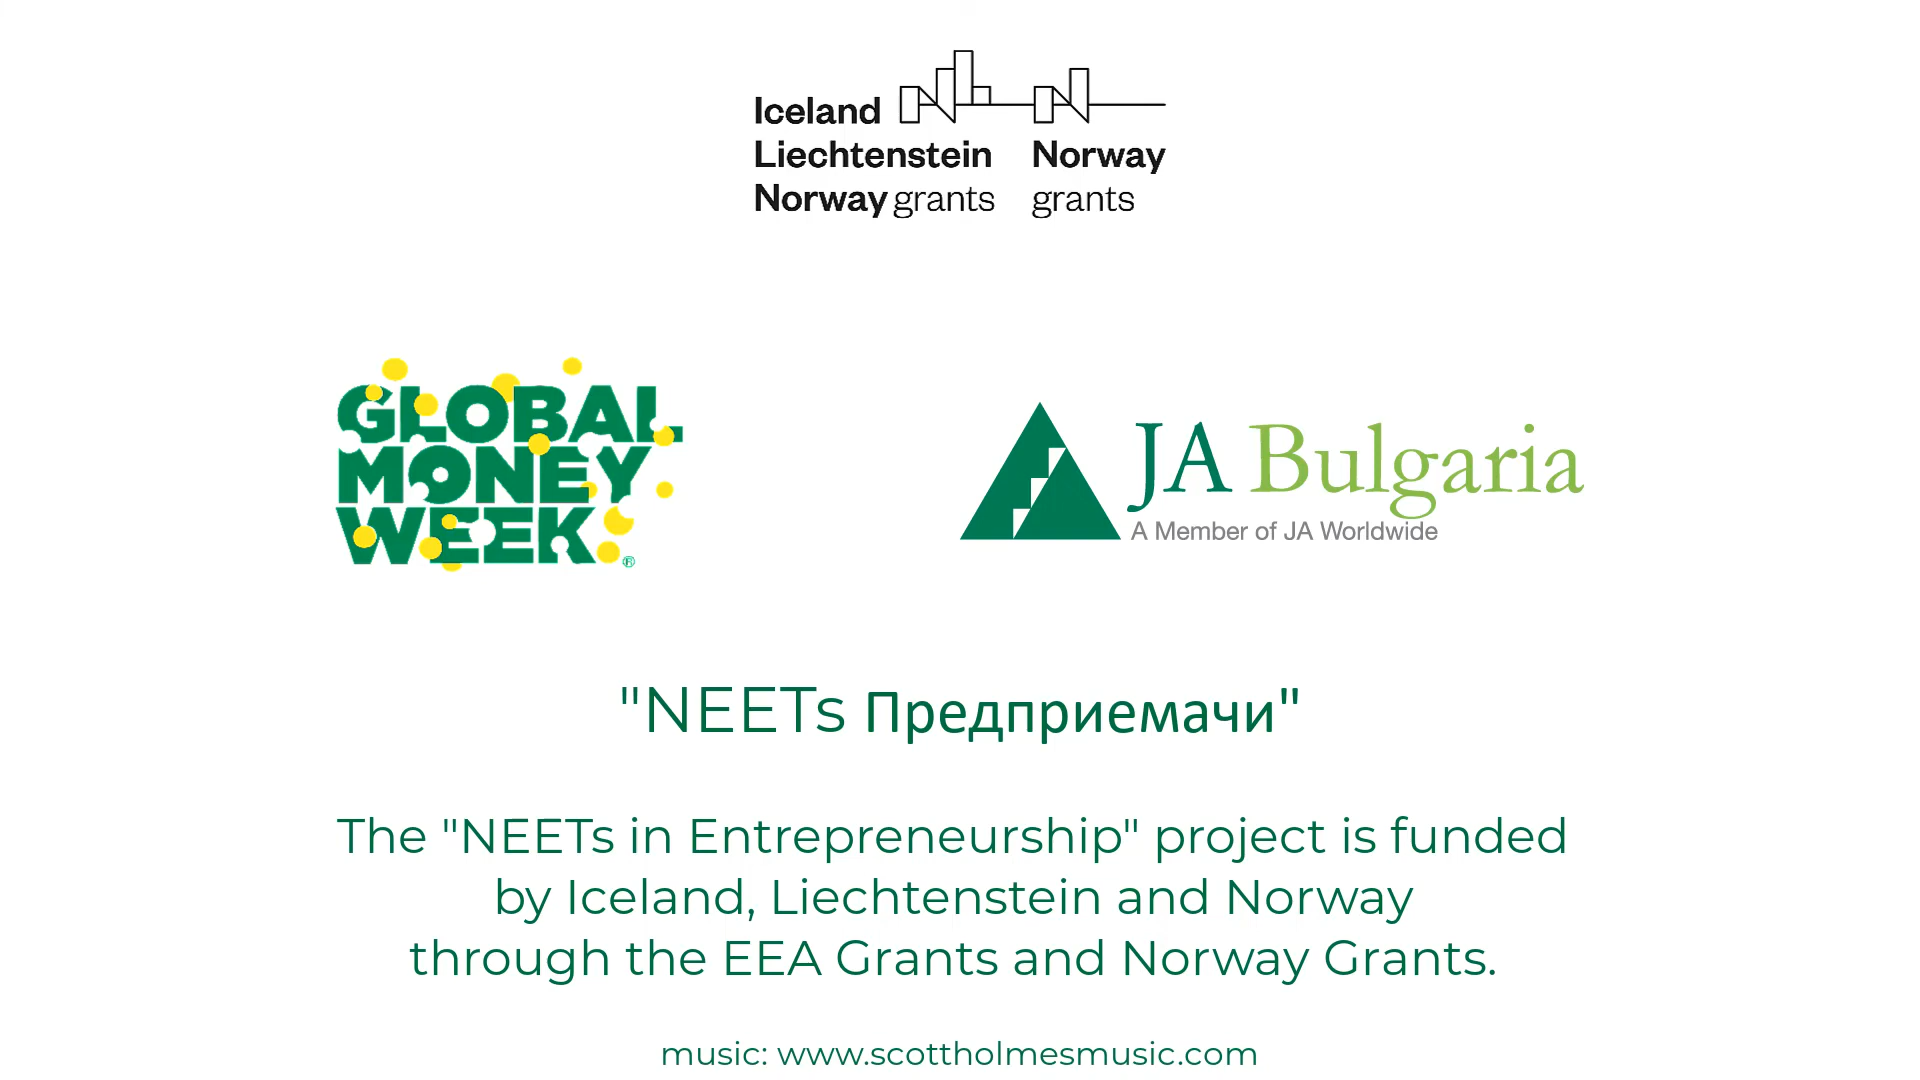 Iceland
Liechtenstein
Norway grants
Norway
grants
GLOBAL
MONEY
WEEK®
JA Bulgaria
A Member of JA Worldwide
"NEETs Предприемачи"
The "NEETs in Entrepreneurship" project is funded
by Iceland, Liechtenstein and Norway
through the EEA Grants and Norway Grants.
music: www.scottholmesmusic.com